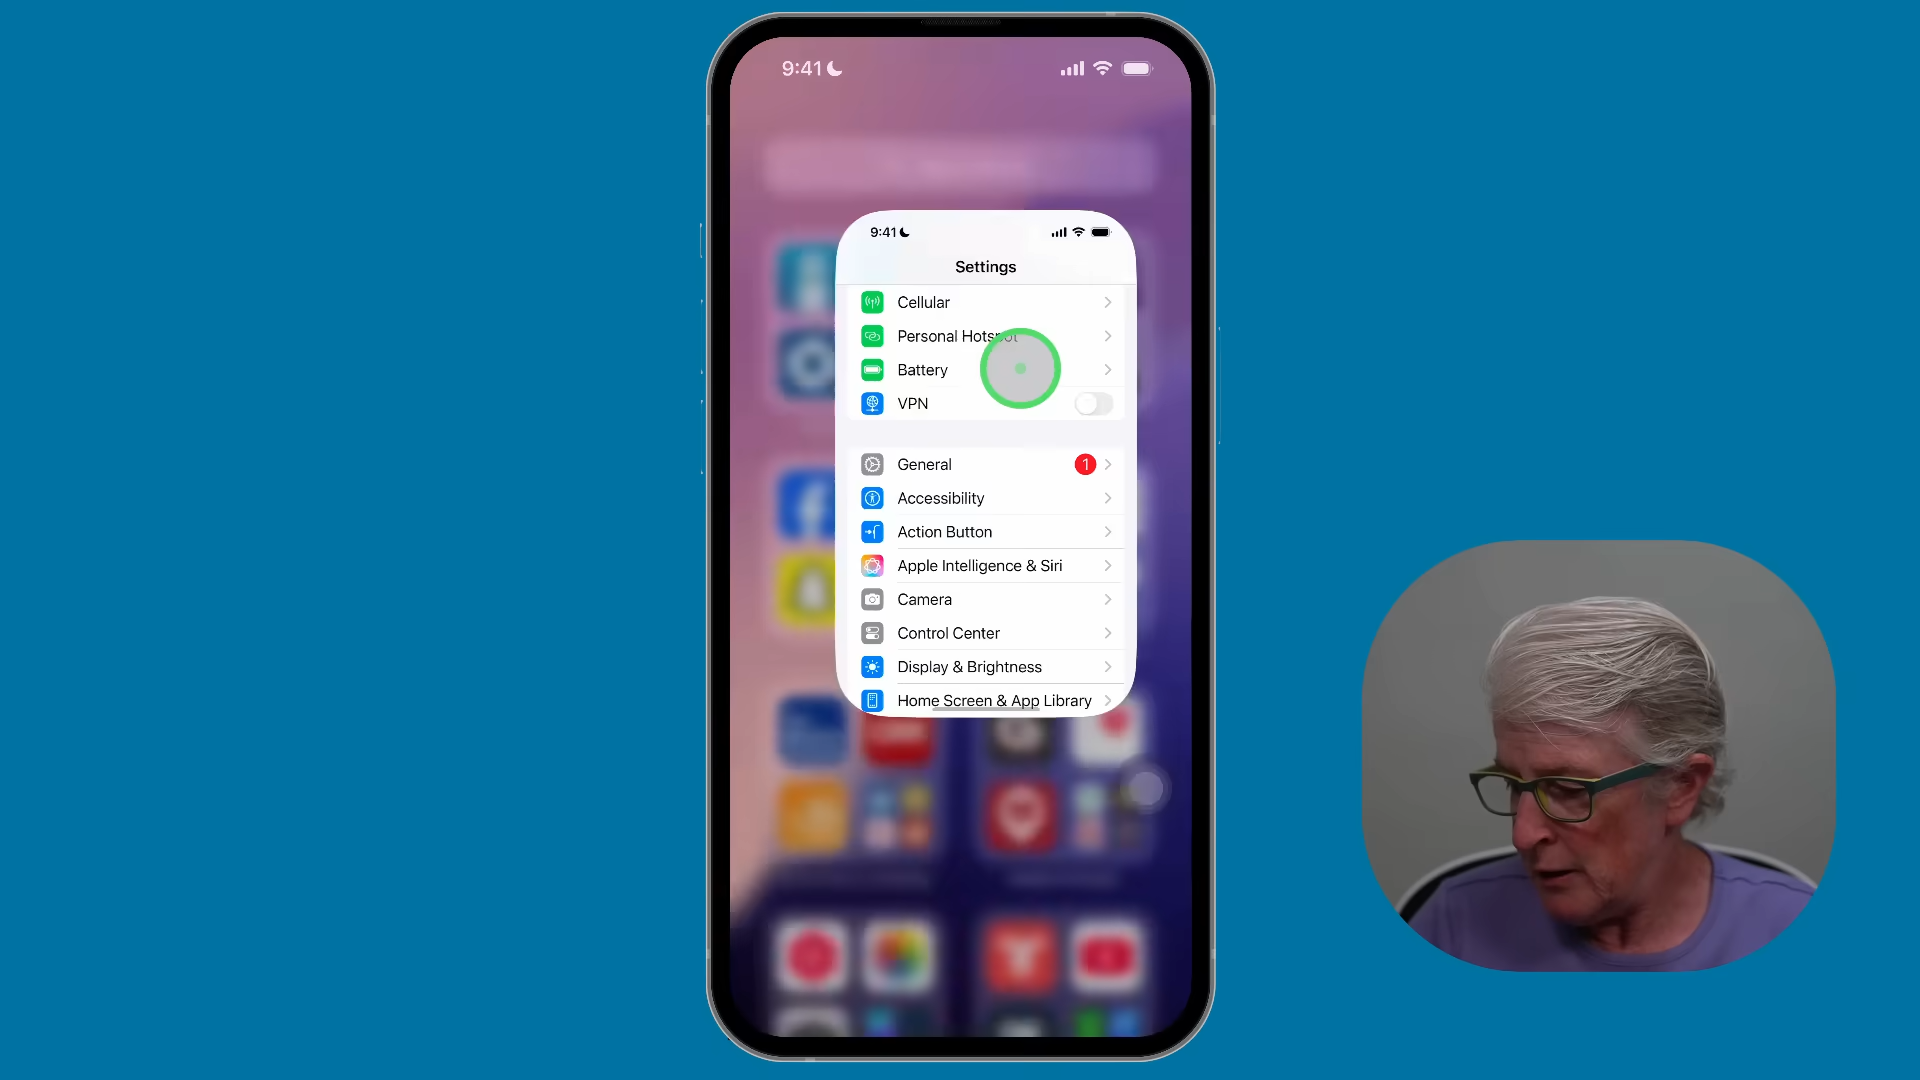 9:41
9:41
Settings
Cellular
Personal Hotspot
Battery
VPN
General
1
Accessibility
Action Button
Apple Intelligence & Siri
Camera
Control Center
Display & Brightness
Home Screen & App Library